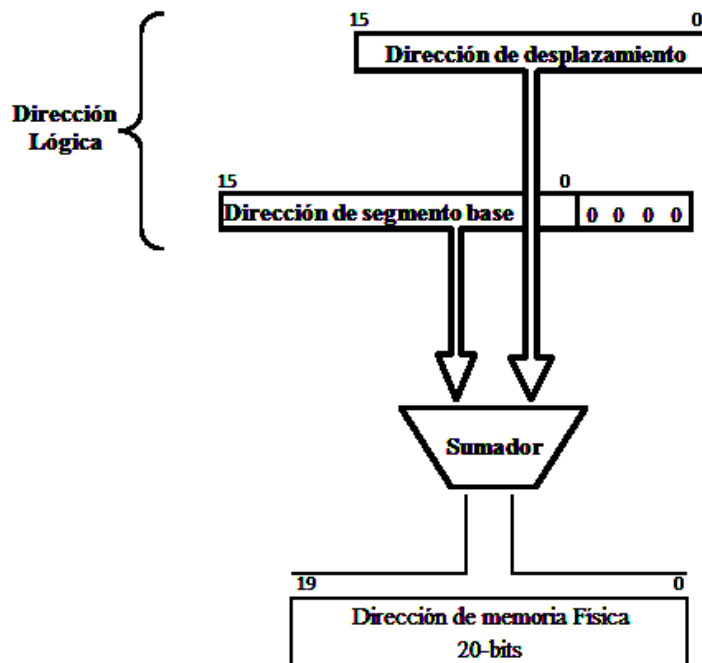 15 0
Dirección de desplazamiento
Dirección
Lógica
15 0
Dirección de segmento base 0 0 0 0
Sumador
19 0
Dirección de memoria Física
20-bits